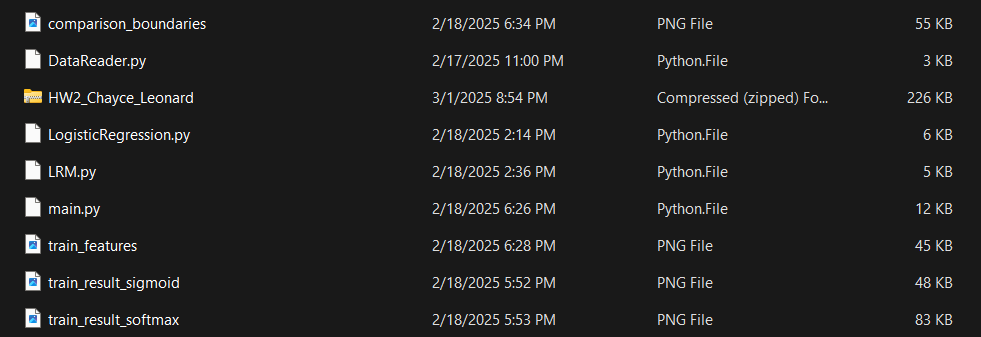 comparison_boundaries 2/18/2025 6:34 PM PNG File 55 KB
DataReader.py 2/17/2025 11:00 PM Python.File 3 KB
HW2_Chayce_Leonard 3/1/2025 8:54 PM Compressed (zipped) Fo... 226 KB
LogisticRegression.py 2/18/2025 2:14 PM Python.File 6 KB
LRM.py 2/18/2025 2:36 PM Python.File 5 KB
main.py 2/18/2025 6:26 PM Python.File 12 KB
train_features 2/18/2025 6:28 PM PNG File 45 KB
train_result_sigmoid 2/18/2025 5:52 PM PNG File 48 KB
train_result_softmax 2/18/2025 5:53 PM PNG File 83 KB